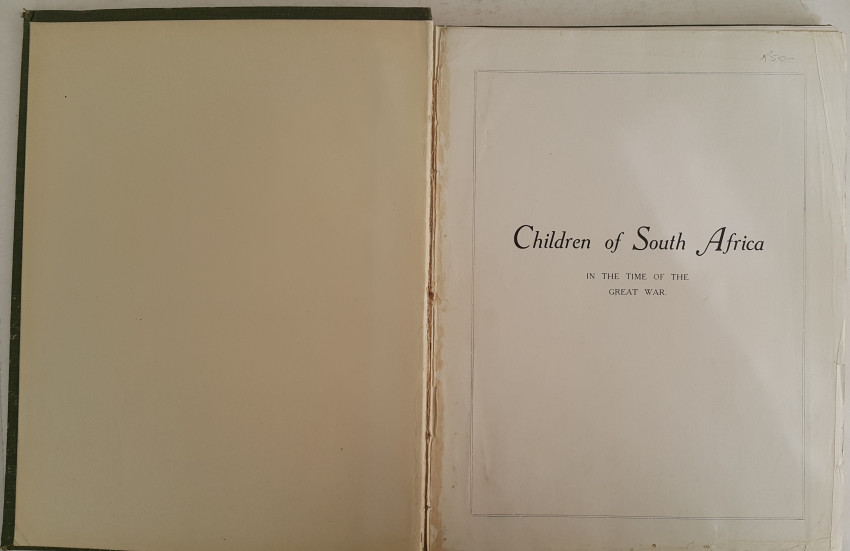 Children of South Africa
IN THE TIME OF THE
GREAT WAR.